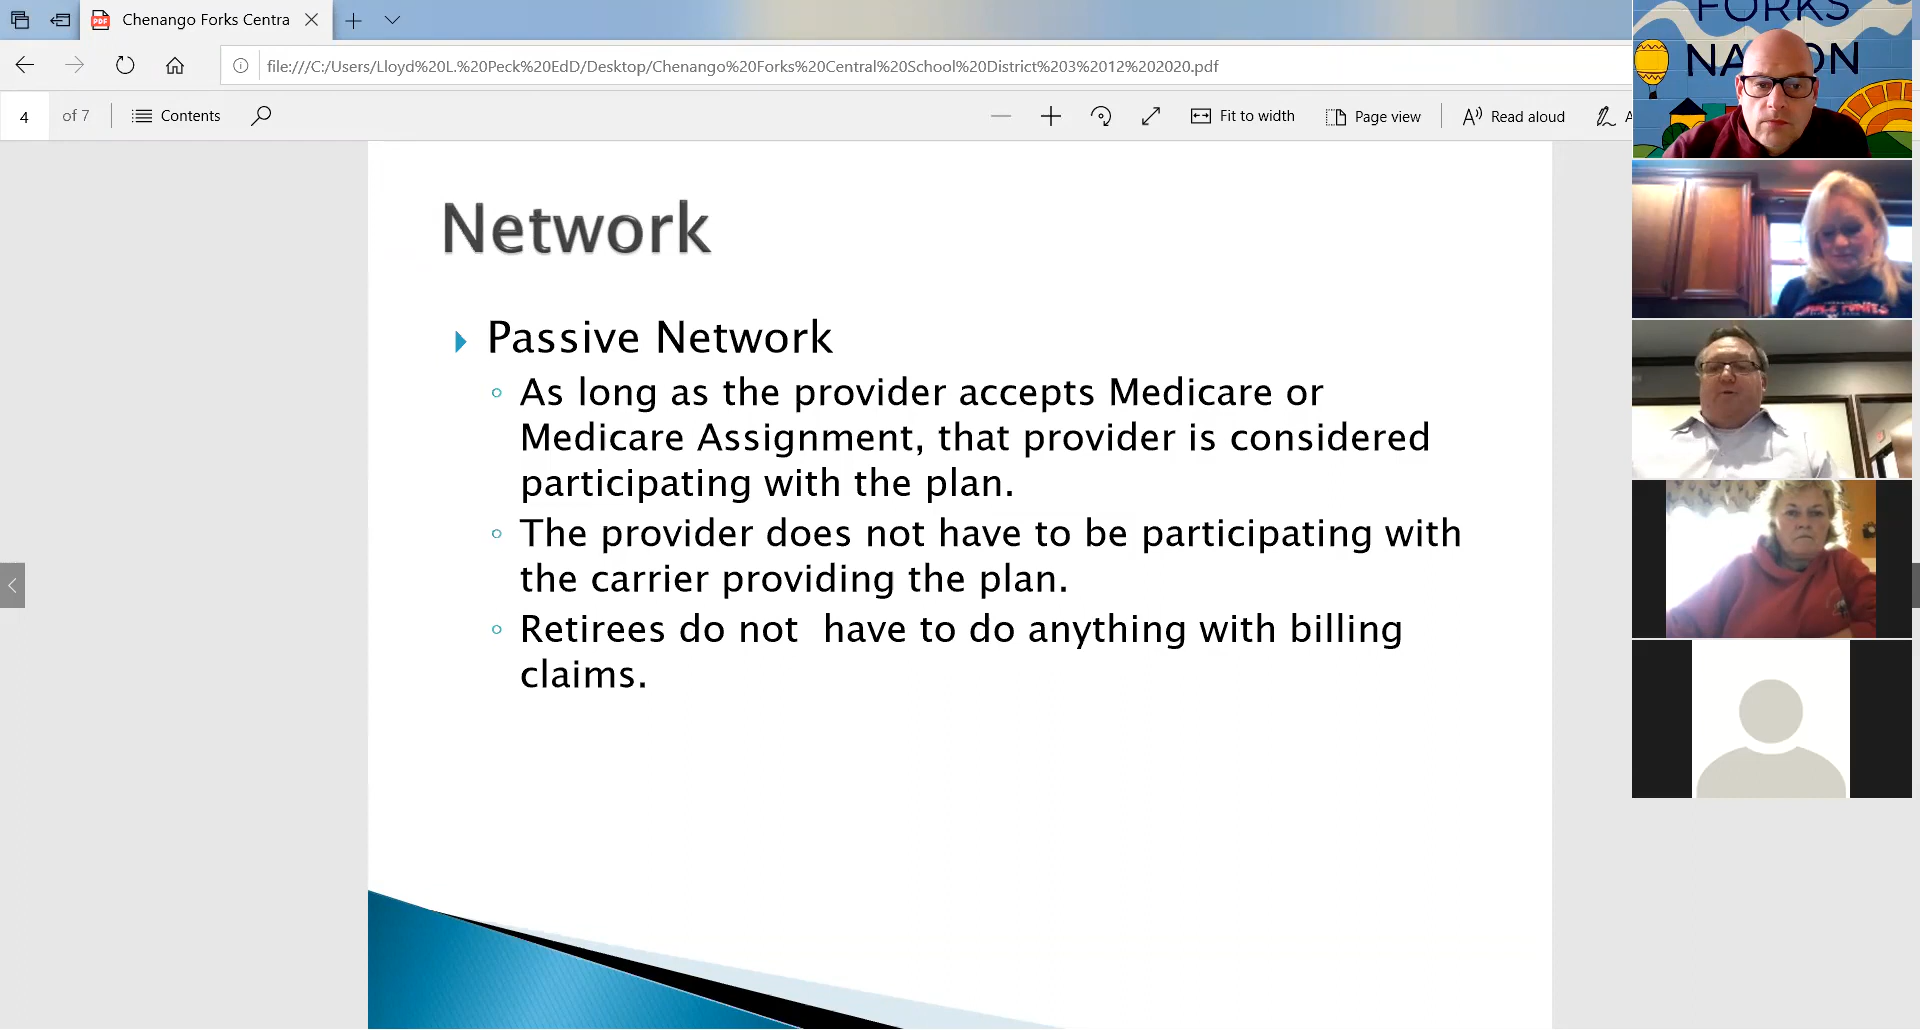 Chenango Forks Centra
file:///C:/Users/Lloyd%20L.%20Peck%20EdD/Desktop/Chenango%20Forks%20Central%20School%20District%203%2012%202020.pdf
4 of 7 Contents Fit to width Page view Read aloud A
FORKS
NATION
Network
Passive Network
As long as the provider accepts Medicare or
Medicare Assignment, that provider is considered
participating with the plan.
The provider does not have to be participating with
the carrier providing the plan.
Retirees do not  have to do anything with billing
claims.